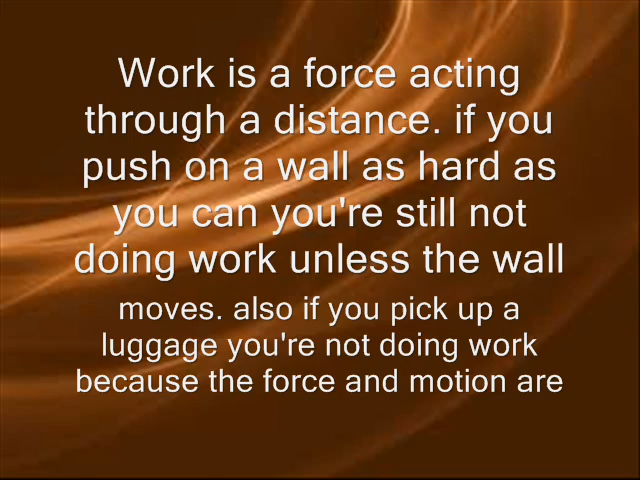 Work is a force acting
through a distance. if you
push on a wall as hard as
you can you're still not
doing work unless the wall
moves. also if you pick up a
luggage you're not doing work
because the force and motion are